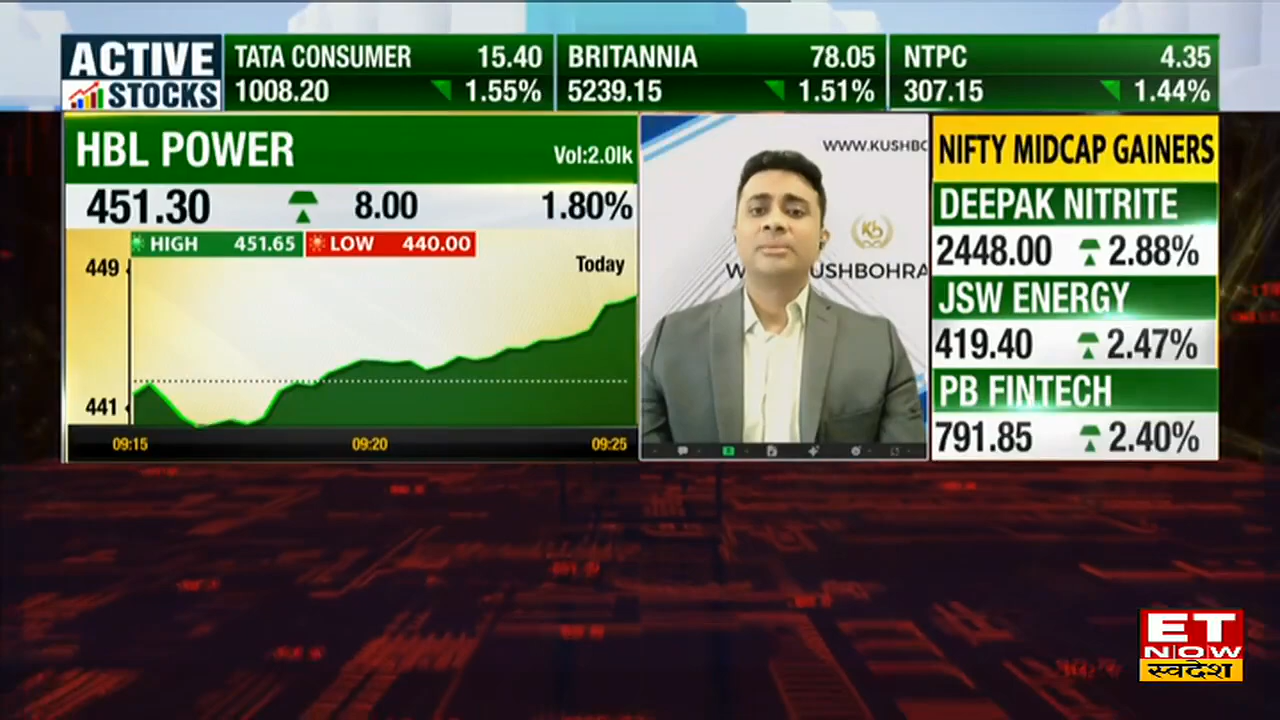 ACTIVE
STOCKS
TATA CONSUMER 15.40
1008.20 1.55%
BRITANNIA 78.05
5239.15 1.51%
NTPC 4.35
307.15 1.44%
HBL POWER
Vol:2.0lk
451.30 8.00 1.80%
HIGH 451.65 LOW 440.00
Today
449
441
09:15 09:20 09:25
WWW.KUSHBO
Kb
W USHBOHRA
NIFTY MIDCAP GAINERS
DEEPAK NITRITE
2448.00 2.88%
JSW ENERGY
419.40 2.47%
PB FINTECH
791.85 2.40%
ET
NOW
स्वदेश